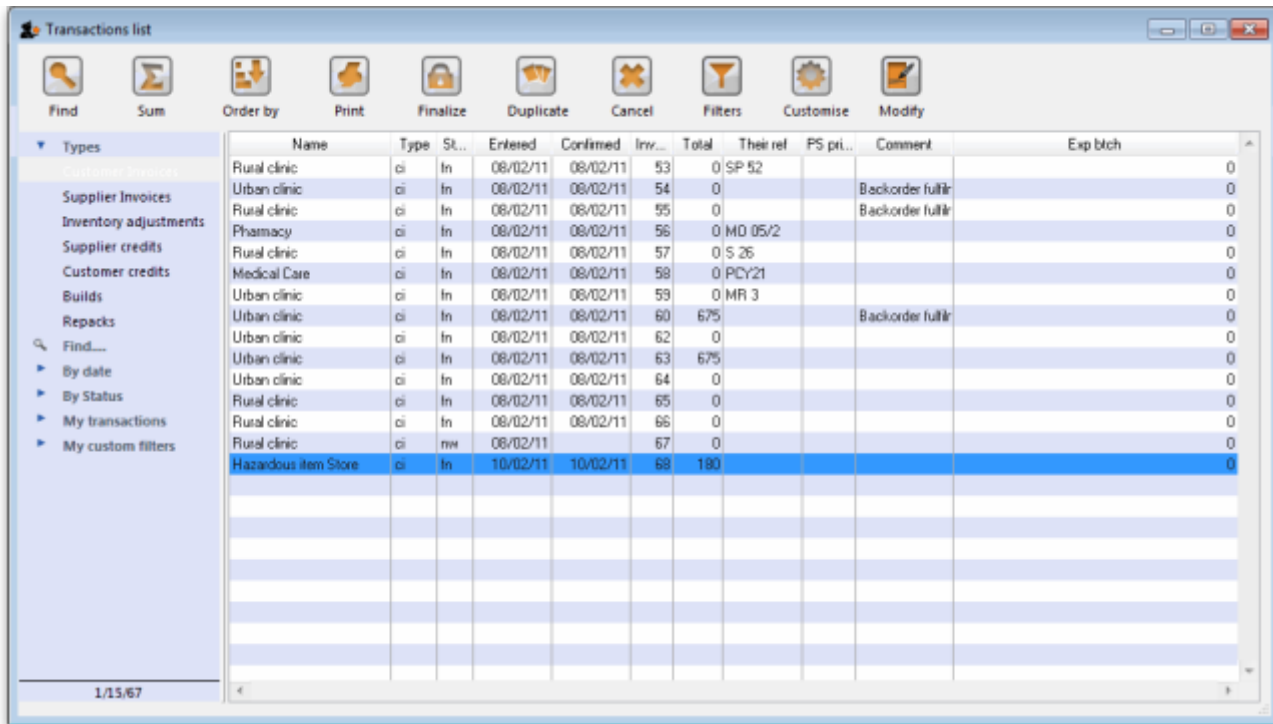 Transactions list
Find Sum Order by Print Finalize Duplicate Cancel Filters Customise Modify
Types
Customer Invoices
Supplier Invoices
Inventory adjustments
Supplier credits
Customer credits
Builds
Repacks
Find....
By date
By Status
My transactions
My custom filters
1/15/67
Name Type St... Entered Confirmed Inv... Total Their ref PS pri... Comment Exp btch
Rural clinic ci fn 08/02/11 08/02/11 53 0 SP 52 0
Urban clinic ci fn 08/02/11 08/02/11 54 0 Backorder fulfilr 0
Rural clinic ci fn 08/02/11 08/02/11 55 0 Backorder fulfilr 0
Pharmacy ci fn 08/02/11 08/02/11 56 0 MO 05/2 0
Rural clinic ci fn 08/02/11 08/02/11 57 0 S 26 0
Medical Care ci fn 08/02/11 08/02/11 58 0 PCY21 0
Urban clinic ci fn 08/02/11 08/02/11 59 0 MR 3 0
Urban clinic ci fn 08/02/11 08/02/11 60 675 Backorder fulfilr 0
Urban clinic ci fn 08/02/11 08/02/11 62 0 0
Urban clinic ci fn 08/02/11 08/02/11 63 675 0
Urban clinic ci fn 08/02/11 08/02/11 64 0 0
Rural clinic ci fn 08/02/11 08/02/11 65 0 0
Rural clinic ci fn 08/02/11 08/02/11 66 0 0
Rural clinic ci nw 08/02/11 67 0 0
Hazardous item Store ci fn 10/02/11 10/02/11 68 180 0